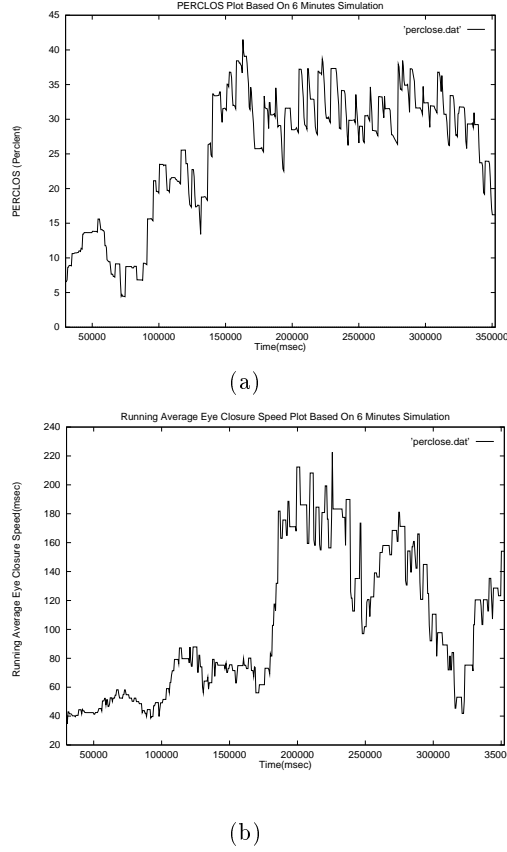 PERCLOS Plot Based On 6 Minutes Simulation
45
'perclose.dat'
40
35
30
25
20
15
10
5
0
PERCLOS (Percent)
50000 100000 150000 200000 250000 300000 350000
Time(msec)
(a)
Running Average Eye Closure Speed Plot Based On 6 Minutes Simulation
240
'perclose.dat'
220
200
180
160
140
120
100
80
60
40
20
Running Average Eye Closure Speed(msec)
50000 100000 150000 200000 250000 300000 3500
Time(msec)
(b)